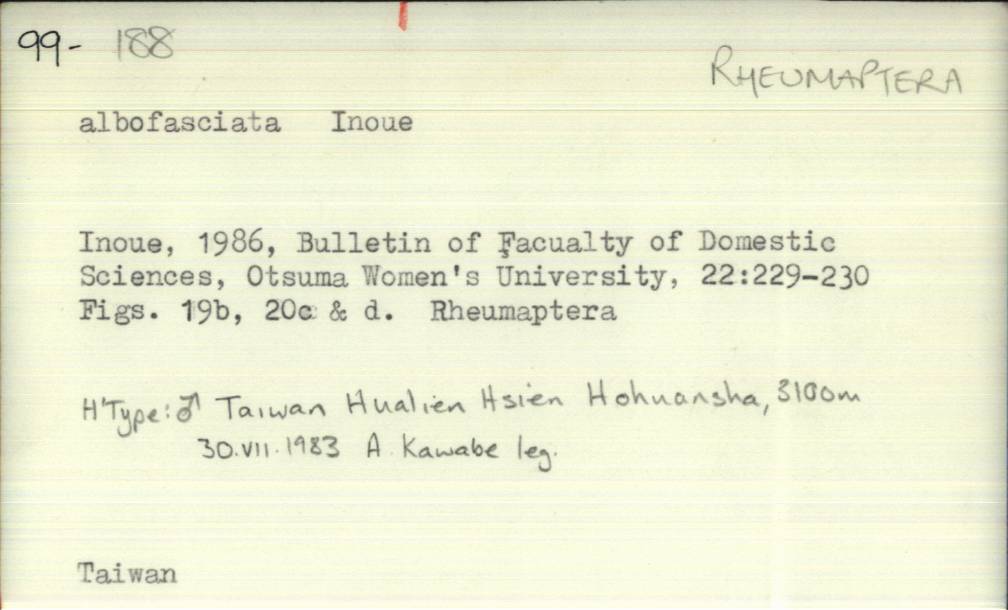 99- 188
RHEUMAPTERA
albofasciata Inoue
Inoue, 1986, Bulletin of Facualty of Domestic
Sciences, Otsuma Women's University, 22:229-230
Figs. 19b, 20c & d. Rheumaptera
H'Type: ♂ Taiwan Hualien Hsien Hohuansha, 3100m
30.VII.1983 A Kawabe leg.
Taiwan